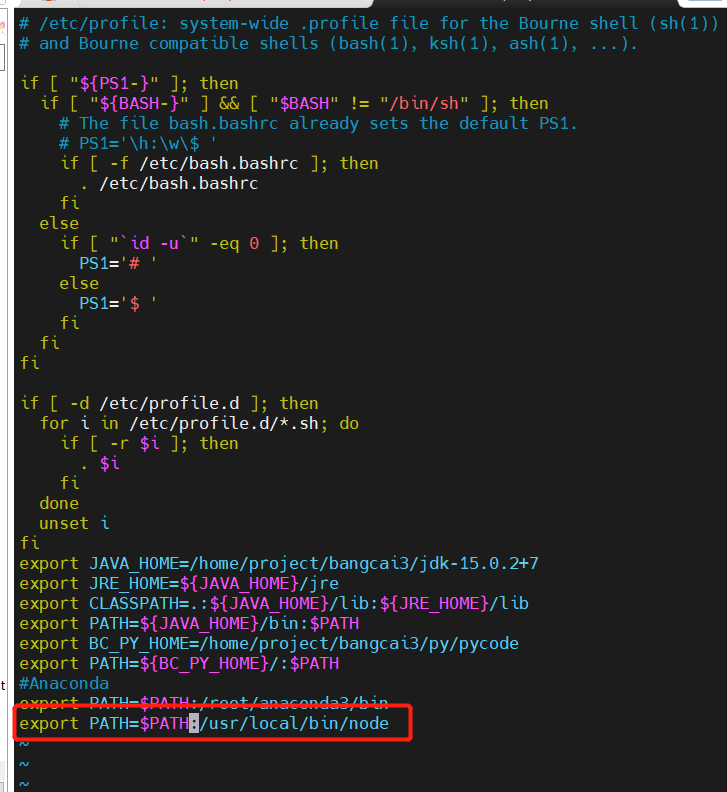 # /etc/profile: system-wide .profile file for the Bourne shell (sh(1))
# and Bourne compatible shells (bash(1), ksh(1), ash(1), ...).

if [ "${PS1-}" ]; then
  if [ "${BASH-}" ] && [ "$BASH" != "/bin/sh" ]; then
    # The file bash.bashrc already sets the default PS1.
    # PS1='\h:\w\$ '
    if [ -f /etc/bash.bashrc ]; then
      . /etc/bash.bashrc
    fi
  else
    if [ "`id -u`" -eq 0 ]; then
      PS1='# '
    else
      PS1='$ '
    fi
  fi
fi

if [ -d /etc/profile.d ]; then
  for i in /etc/profile.d/*.sh; do
    if [ -r $i ]; then
      . $i
    fi
  done
  unset i
fi
export JAVA_HOME=/home/project/bangcai3/jdk-15.0.2+7
export JRE_HOME=${JAVA_HOME}/jre
export CLASSPATH=.:${JAVA_HOME}/lib:${JRE_HOME}/lib
export PATH=${JAVA_HOME}/bin:$PATH
export BC_PY_HOME=/home/project/bangcai3/py/pycode
export PATH=${BC_PY_HOME}/:$PATH
#Anaconda
export PATH=$PATH:/root/anaconda3/bin
export PATH=$PATH:/usr/local/bin/node
~
~
~